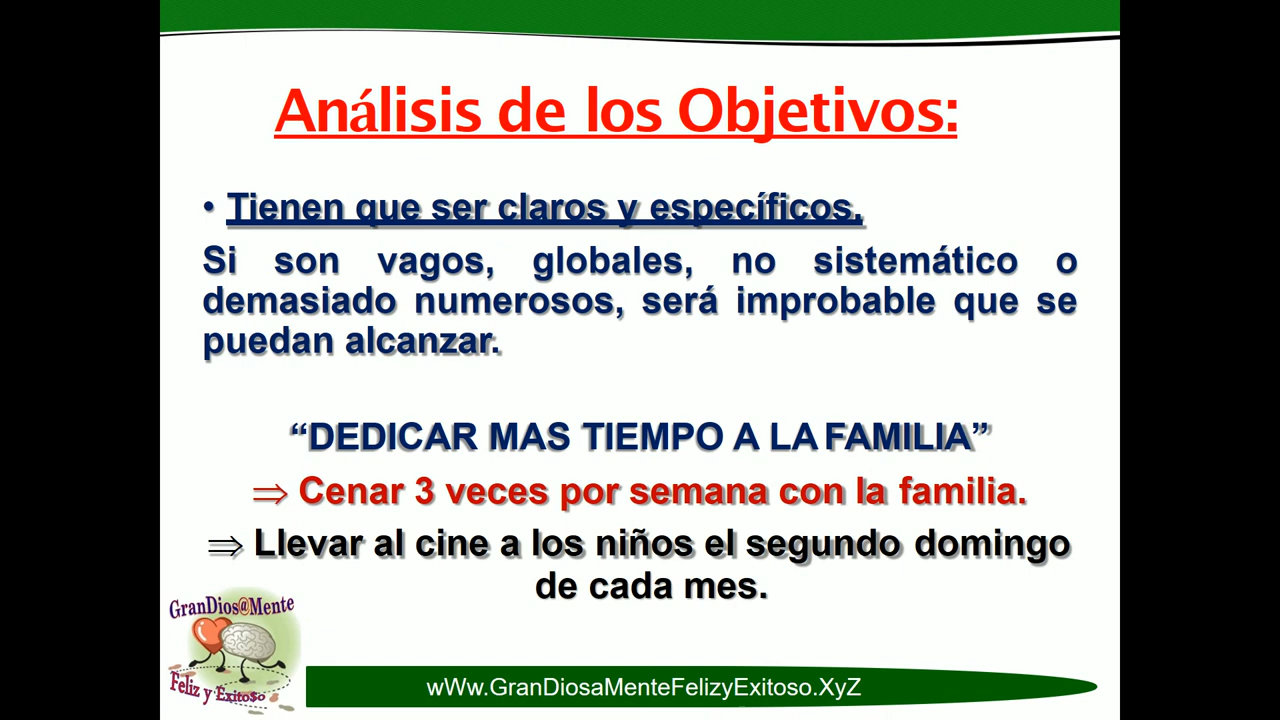 Análisis de los Objetivos:
• Tienen que ser claros y específicos.
Si son vagos, globales, no sistemático o
demasiado numerosos, será improbable que se
puedan alcanzar.
“DEDICAR MAS TIEMPO A LA FAMILIA”
⇒ Cenar 3 veces por semana con la familia.
⇒ Llevar al cine a los niños el segundo domingo
de cada mes.
GranDios@Mente
Feliz y Exito$o
wWw.GranDiosaMenteFelizyExitoso.XyZ